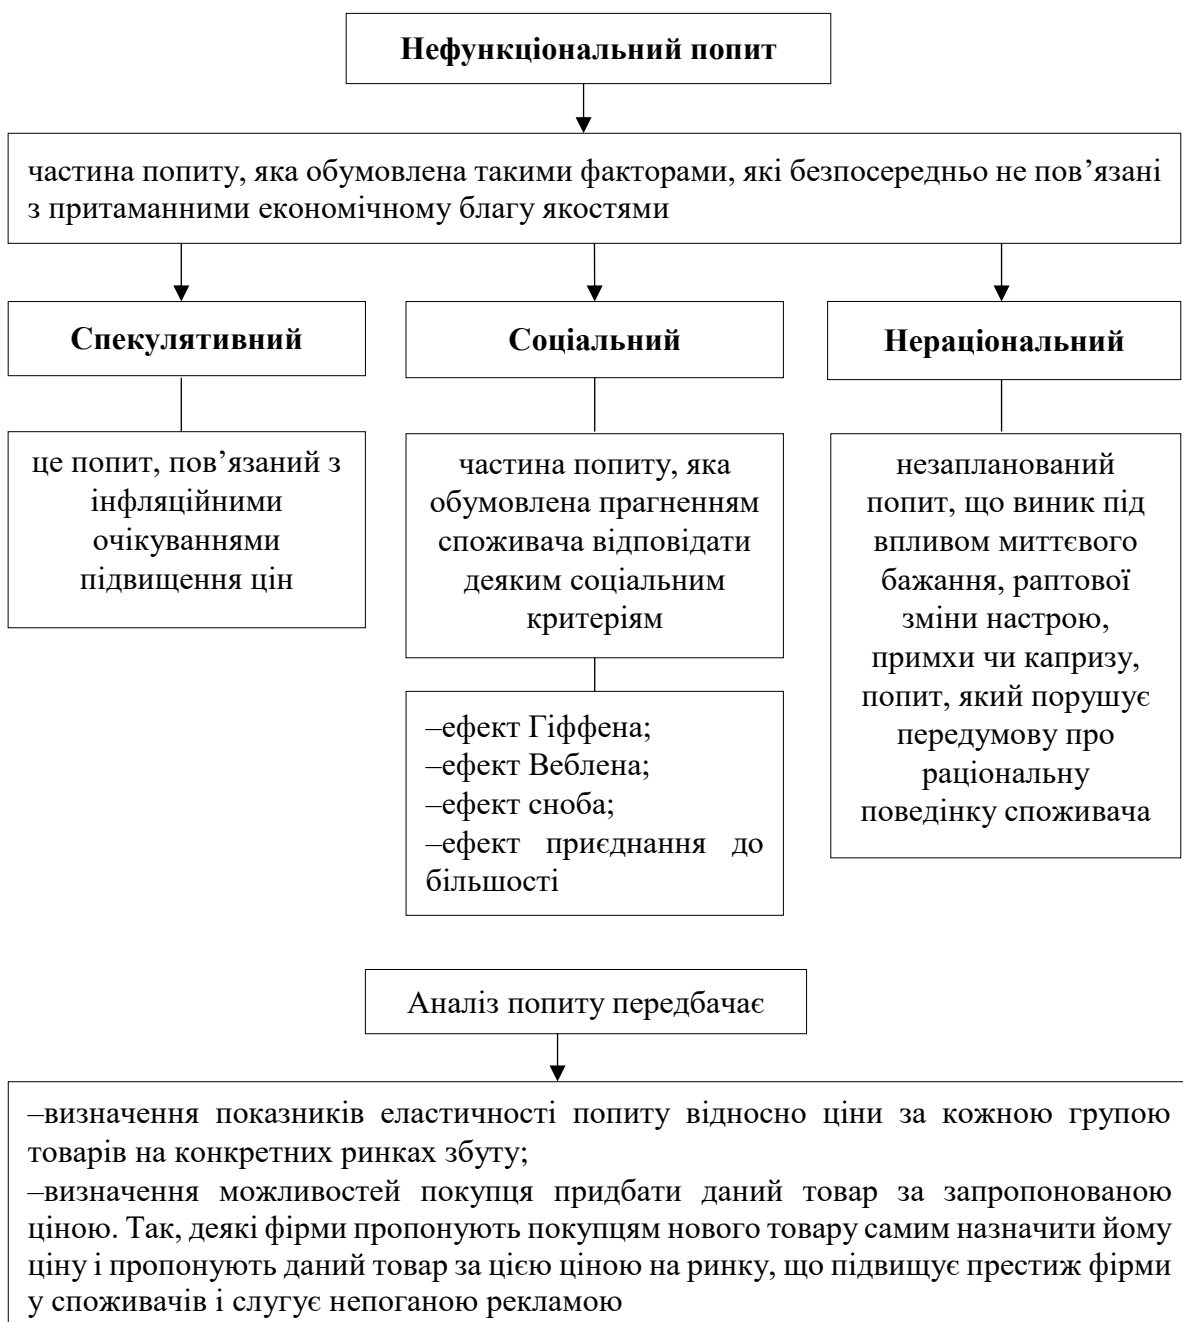 Нефункціональний попит
частина попиту, яка обумовлена такими факторами, які безпосередньо не пов’язані
з притаманними економічному благу якостями
Спекулятивний
це попит, пов’язаний з
інфляційними
очікуваннями
підвищення цін
Соціальний
частина попиту, яка
обумовлена прагненням
споживача відповідати
деяким соціальним
критеріям
–ефект Гіффена;
–ефект Веблена;
–ефект сноба;
–ефект приєднання до
більшості
Нераціональний
незапланований
попит, що виник під
впливом миттєвого
бажання, раптової
зміни настрою,
примхи чи капризу,
попит, який порушує
передумову про
раціональну
поведінку споживача
Аналіз попиту передбачає
–визначення показників еластичності попиту відносно ціни за кожною групою
товарів на конкретних ринках збуту;
–визначення можливостей покупця придбати даний товар за запропонованою
ціною. Так, деякі фірми пропонують покупцям нового товару самим назначити йому
ціну і пропонують даний товар за цією ціною на ринку, що підвищує престиж фірми
у споживачів і слугує непоганою рекламою